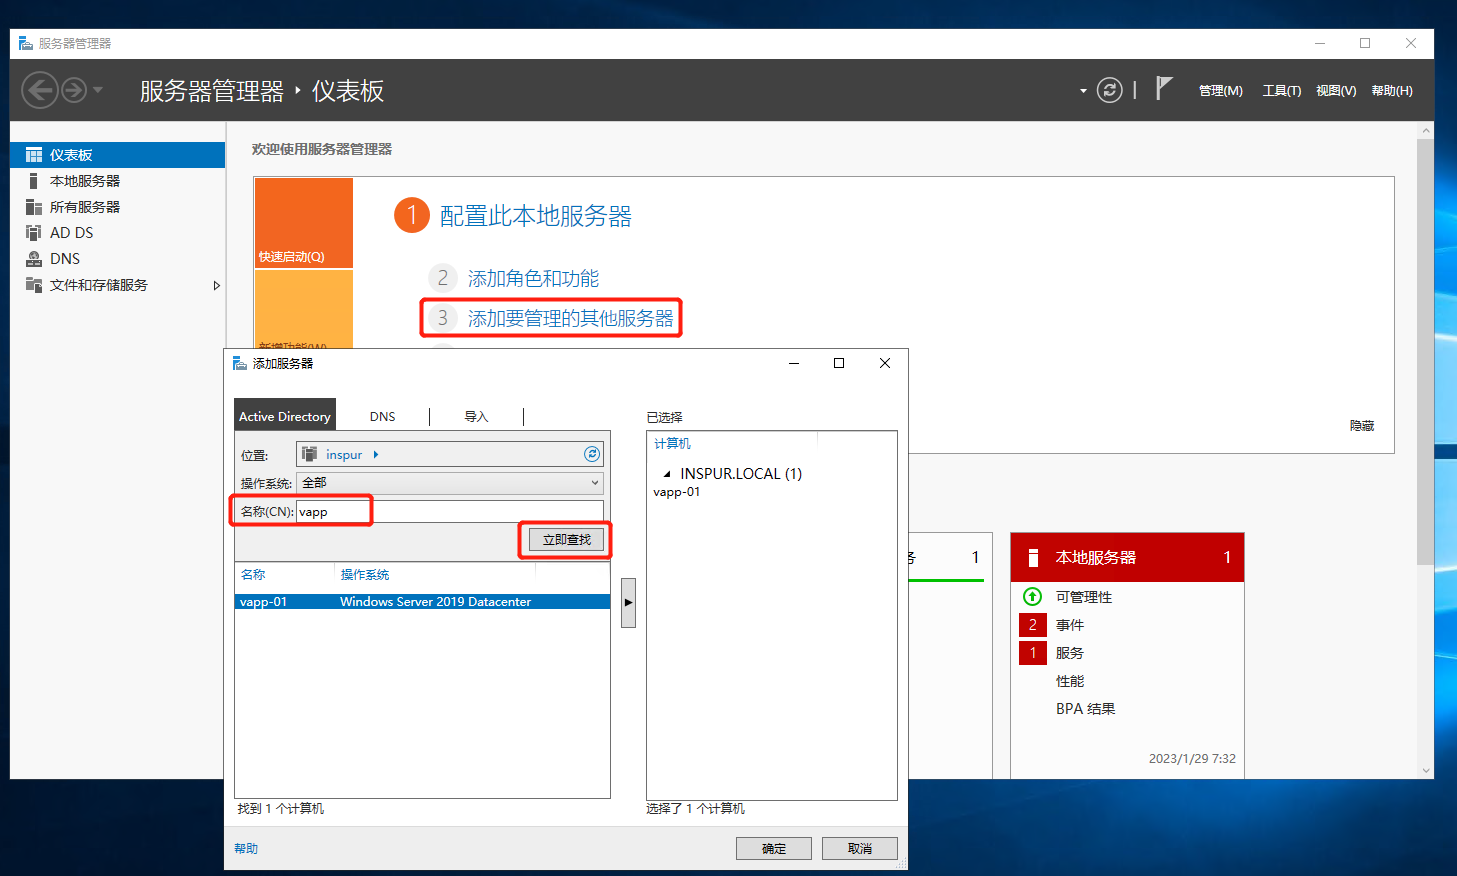 服务器管理器
服务器管理器 ‣ 仪表板
管理(M) 工具(T) 视图(V) 帮助(H)
仪表板
本地服务器
所有服务器
AD DS
DNS
文件和存储服务
欢迎使用服务器管理器
快速启动(Q)
1 配置此本地服务器
2 添加角色和功能
3 添加要管理的其他服务器
隐藏
添加服务器
Active Directory DNS 导入
位置: inspur
操作系统: 全部
名称(CN): vapp
立即查找
名称 操作系统
vapp-01 Windows Server 2019 Datacenter
找到 1 个计算机
已选择
计算机
INSPUR.LOCAL (1)
vapp-01
选择了 1 个计算机
帮助
确定 取消
1
本地服务器 1
可管理性
2 事件
1 服务
性能
BPA 结果
2023/1/29 7:32